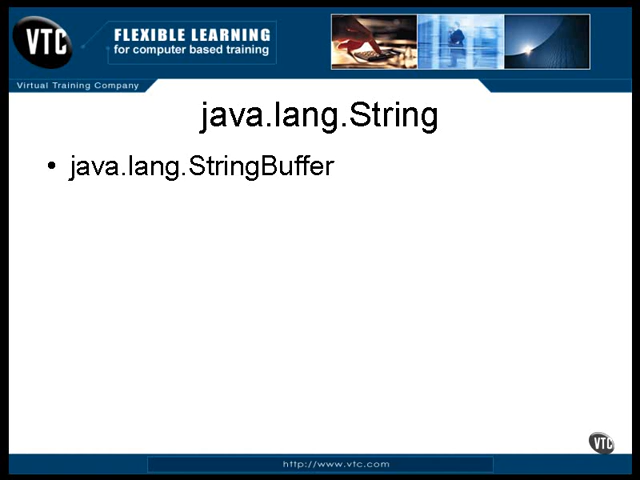 VTC
FLEXIBLE LEARNING
for computer based training
Virtual Training Company
java.lang.String
• java.lang.StringBuffer
VTC
http://www.vtc.com